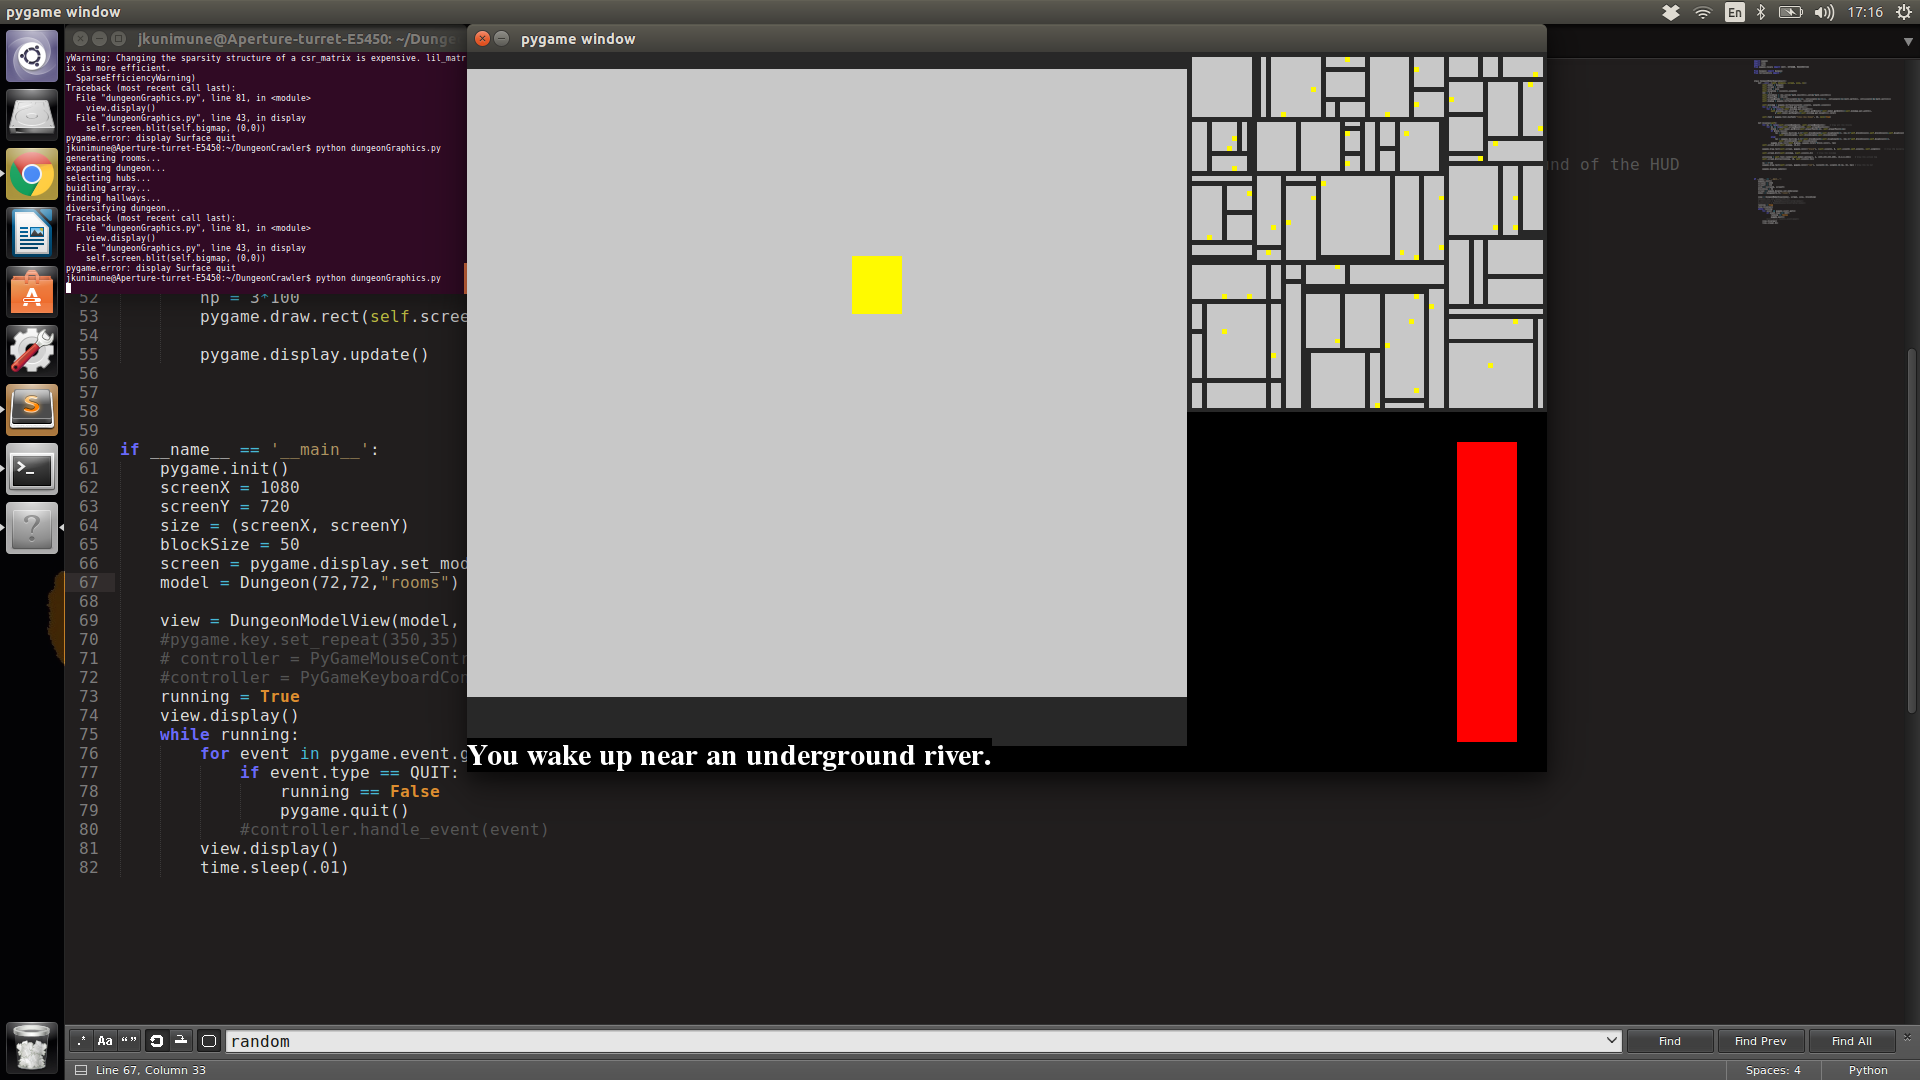 pygame window
En
17:16
jkunimune@Aperture-turret-E5450: ~/Dunge
yWarning: Changing the sparsity structure of a csr_matrix is expensive. lil_matr
ix is more efficient.
  SparseEfficiencyWarning)
Traceback (most recent call last):
  File "dungeonGraphics.py", line 81, in <module>
    view.display()
  File "dungeonGraphics.py", line 43, in display
    self.screen.blit(self.bigmap, (0,0))
pygame.error: display Surface quit
jkunimune@Aperture-turret-E5450:~/DungeonCrawler$ python dungeonGraphics.py
generating rooms...
expanding dungeon...
selecting hubs...
buidling array...
finding hallways...
diversifying dungeon...
Traceback (most recent call last):
  File "dungeonGraphics.py", line 81, in <module>
    view.display()
  File "dungeonGraphics.py", line 43, in display
    self.screen.blit(self.bigmap, (0,0))
pygame.error: display Surface quit
jkunimune@Aperture-turret-E5450:~/DungeonCrawler$ python dungeonGraphics.py
pygame window
nd of the HUD
52 hp = 3*100
53 pygame.draw.rect(self.scree
54
55 pygame.display.update()
56
57
58
59
60 if __name__ == '__main__':
61 pygame.init()
62 screenX = 1080
63 screenY = 720
64 size = (screenX, screenY)
65 blockSize = 50
66 screen = pygame.display.set_mod
67 model = Dungeon(72,72,"rooms")
68
69 view = DungeonModelView(model,
70 #pygame.key.set_repeat(350,35)
71 # controller = PyGameMouseContr
72 #controller = PyGameKeyboardCon
73 running = True
74 view.display()
75 while running:
76 for event in pygame.event.g
77 if event.type == QUIT:
78 running == False
79 pygame.quit()
80 #controller.handle_event(event)
81 view.display()
82 time.sleep(.01)
You wake up near an underground river.
.* Aa “” random Find Find Prev Find All
Line 67, Column 33 Spaces: 4 Python